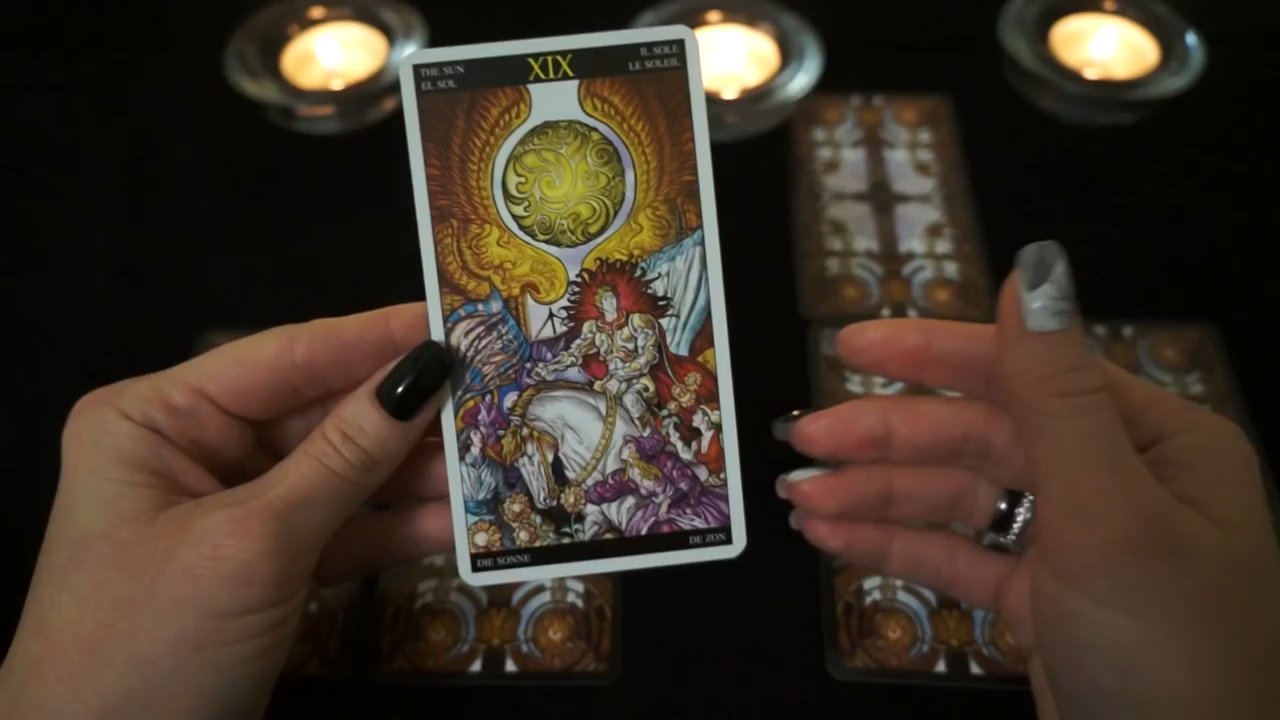 THE SUN
EL SOL
XIX
IL SOLE
LE SOLEIL
DIE SONNE
DE ZON